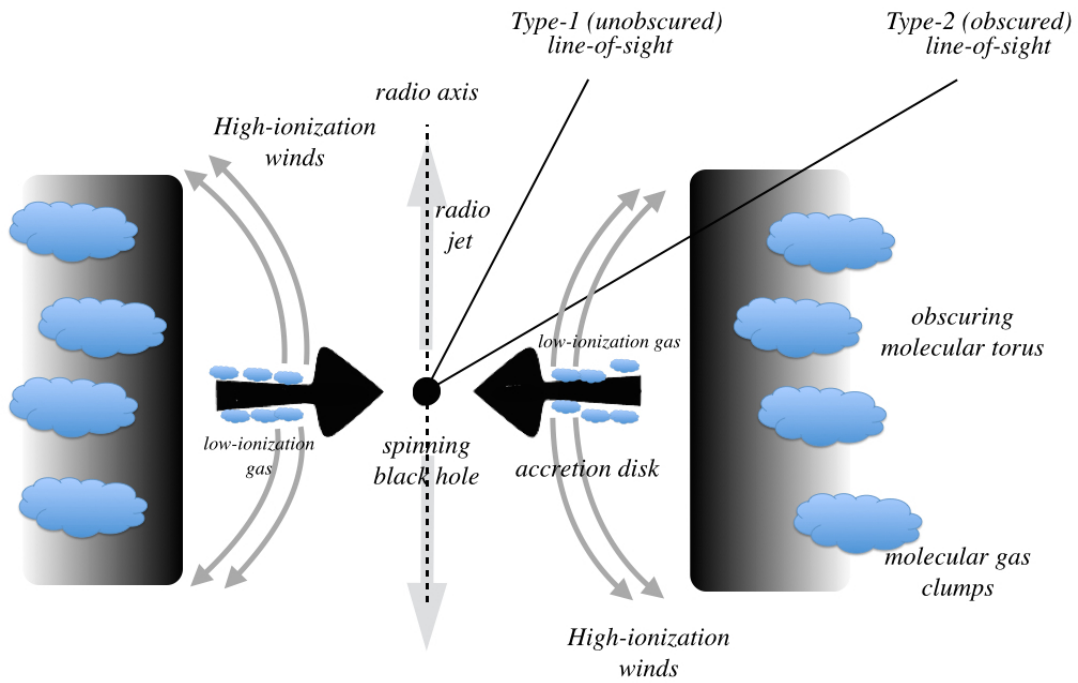 Type-1 (unobscured)
line-of-sight
Type-2 (obscured)
line-of-sight
radio axis
High-ionization
winds
radio
jet
low-ionization gas
obscuring
molecular torus
low-ionization
gas
spinning
black hole
accretion disk
molecular gas
clumps
High-ionization
winds